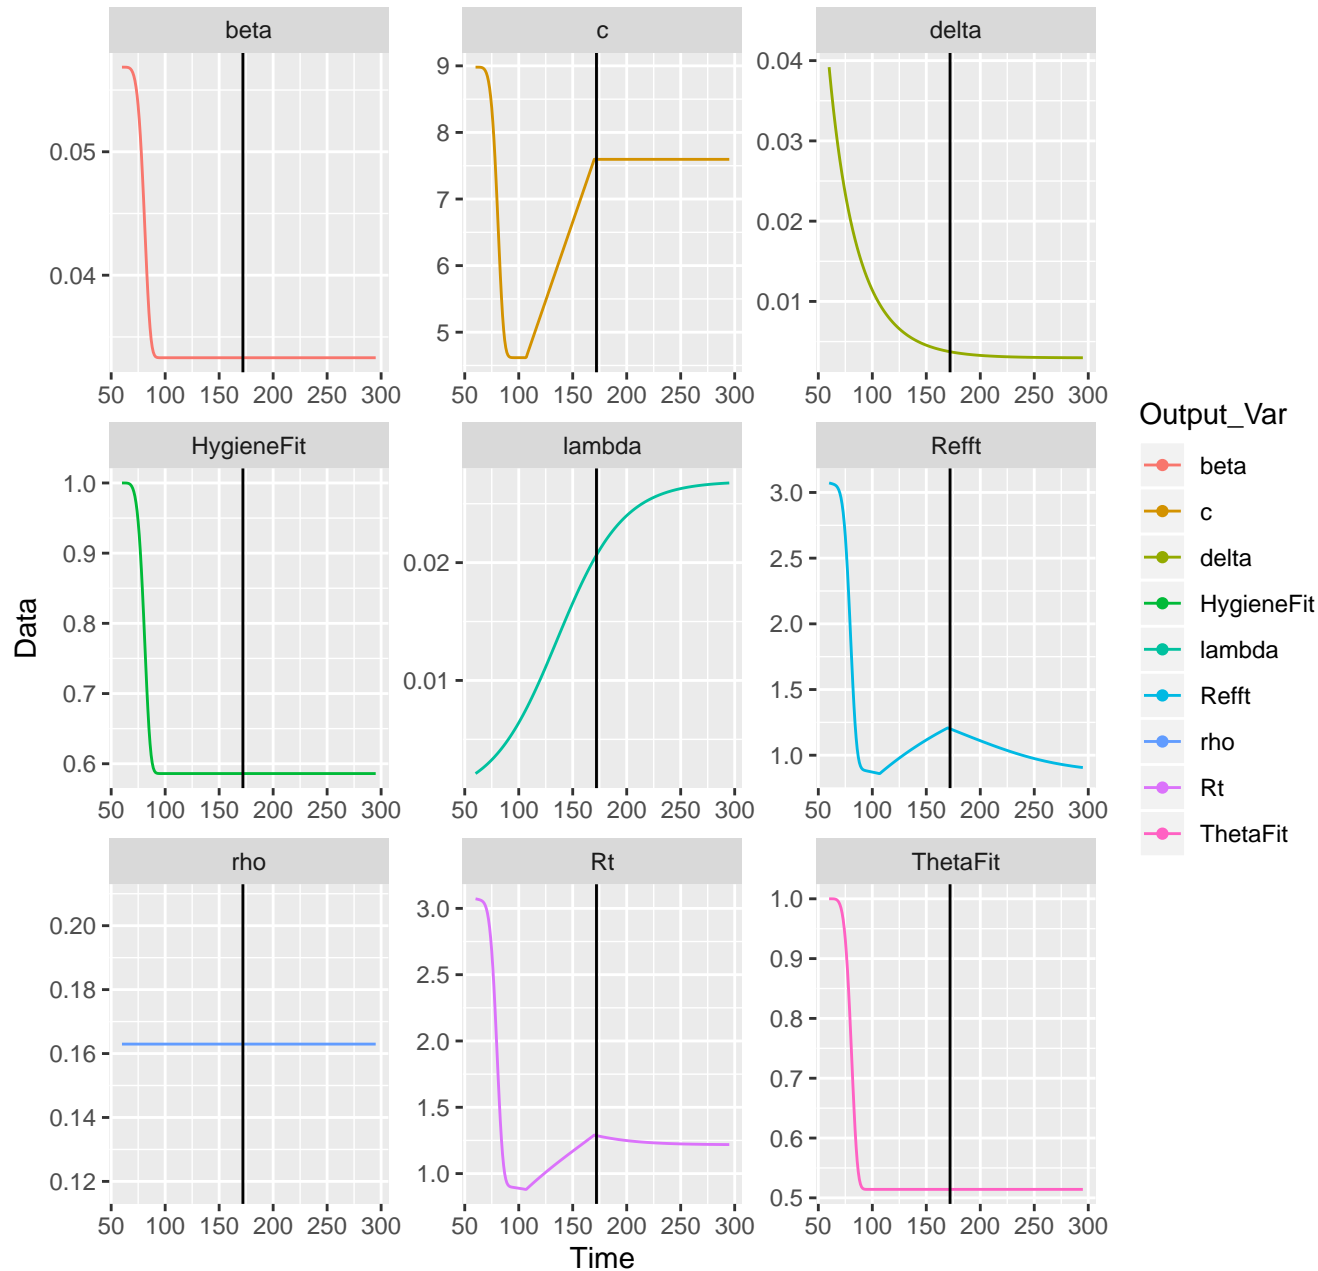 beta c delta
0.05
0.04
9
8
7
6
5
0.04
0.03
0.02
0.01
50 100 150 200 250 300 50 100 150 200 250 300 50 100 150 200 250 300
HygieneFit lambda Refft
1.0
0.9
0.8
0.7
0.6
0.02
0.01
3.0
2.5
2.0
1.5
1.0
50 100 150 200 250 300 50 100 150 200 250 300 50 100 150 200 250 300
rho Rt ThetaFit
0.20
0.18
0.16
0.14
0.12
3.0
2.5
2.0
1.5
1.0
1.0
0.9
0.8
0.7
0.6
0.5
50 100 150 200 250 300 50 100 150 200 250 300 50 100 150 200 250 300
Time
Data
Output_Var
beta
c
delta
HygieneFit
lambda
Refft
rho
Rt
ThetaFit